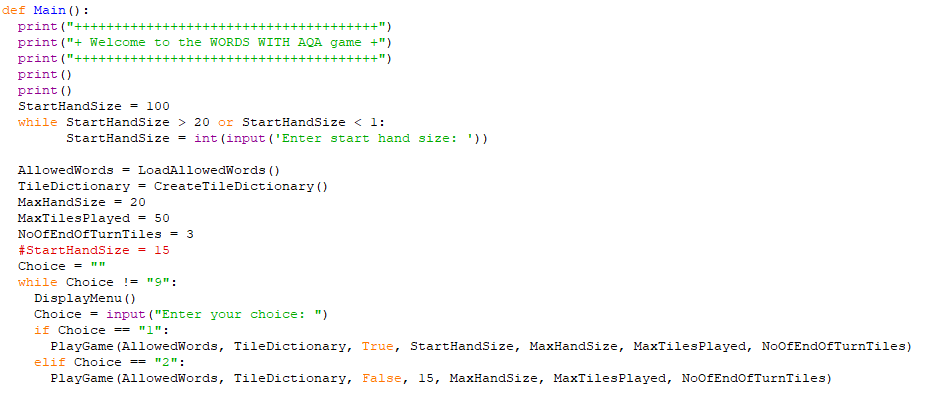 def Main():
  print("++++++++++++++++++++++++++++++++++++++")
  print("+ Welcome to the WORDS WITH AQA game +")
  print("++++++++++++++++++++++++++++++++++++++")
  print()
  print()
  StartHandSize = 100
  while StartHandSize > 20 or StartHandSize < 1:
        StartHandSize = int(input('Enter start hand size: '))

  AllowedWords = LoadAllowedWords()
  TileDictionary = CreateTileDictionary()
  MaxHandSize = 20
  MaxTilesPlayed = 50
  NoOfEndOfTurnTiles = 3
  #StartHandSize = 15
  Choice = ""
  while Choice != "9":
    DisplayMenu()
    Choice = input("Enter your choice: ")
    if Choice == "1":
      PlayGame(AllowedWords, TileDictionary, True, StartHandSize, MaxHandSize, MaxTilesPlayed, NoOfEndOfTurnTiles)
    elif Choice == "2":
      PlayGame(AllowedWords, TileDictionary, False, 15, MaxHandSize, MaxTilesPlayed, NoOfEndOfTurnTiles)